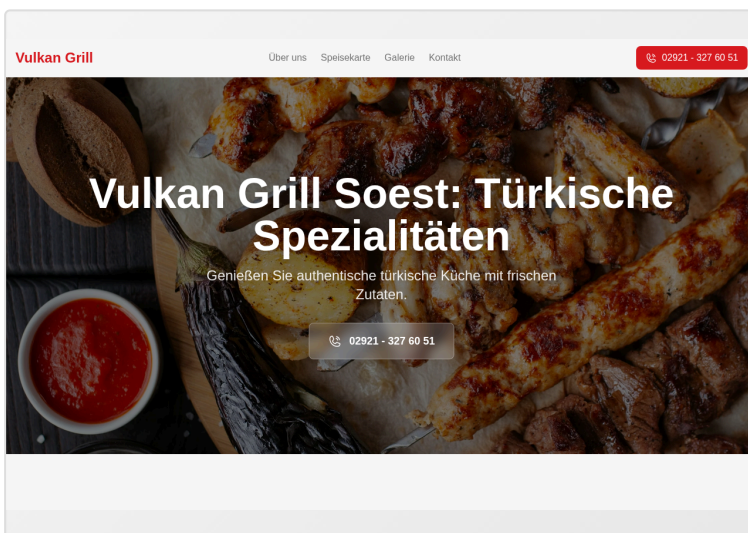 Vulkan Grill
Über uns Speisekarte Galerie Kontakt
02921 - 327 60 51
Vulkan Grill Soest: Türkische
Spezialitäten
Genießen Sie authentische türkische Küche mit frischen
Zutaten.
02921 - 327 60 51